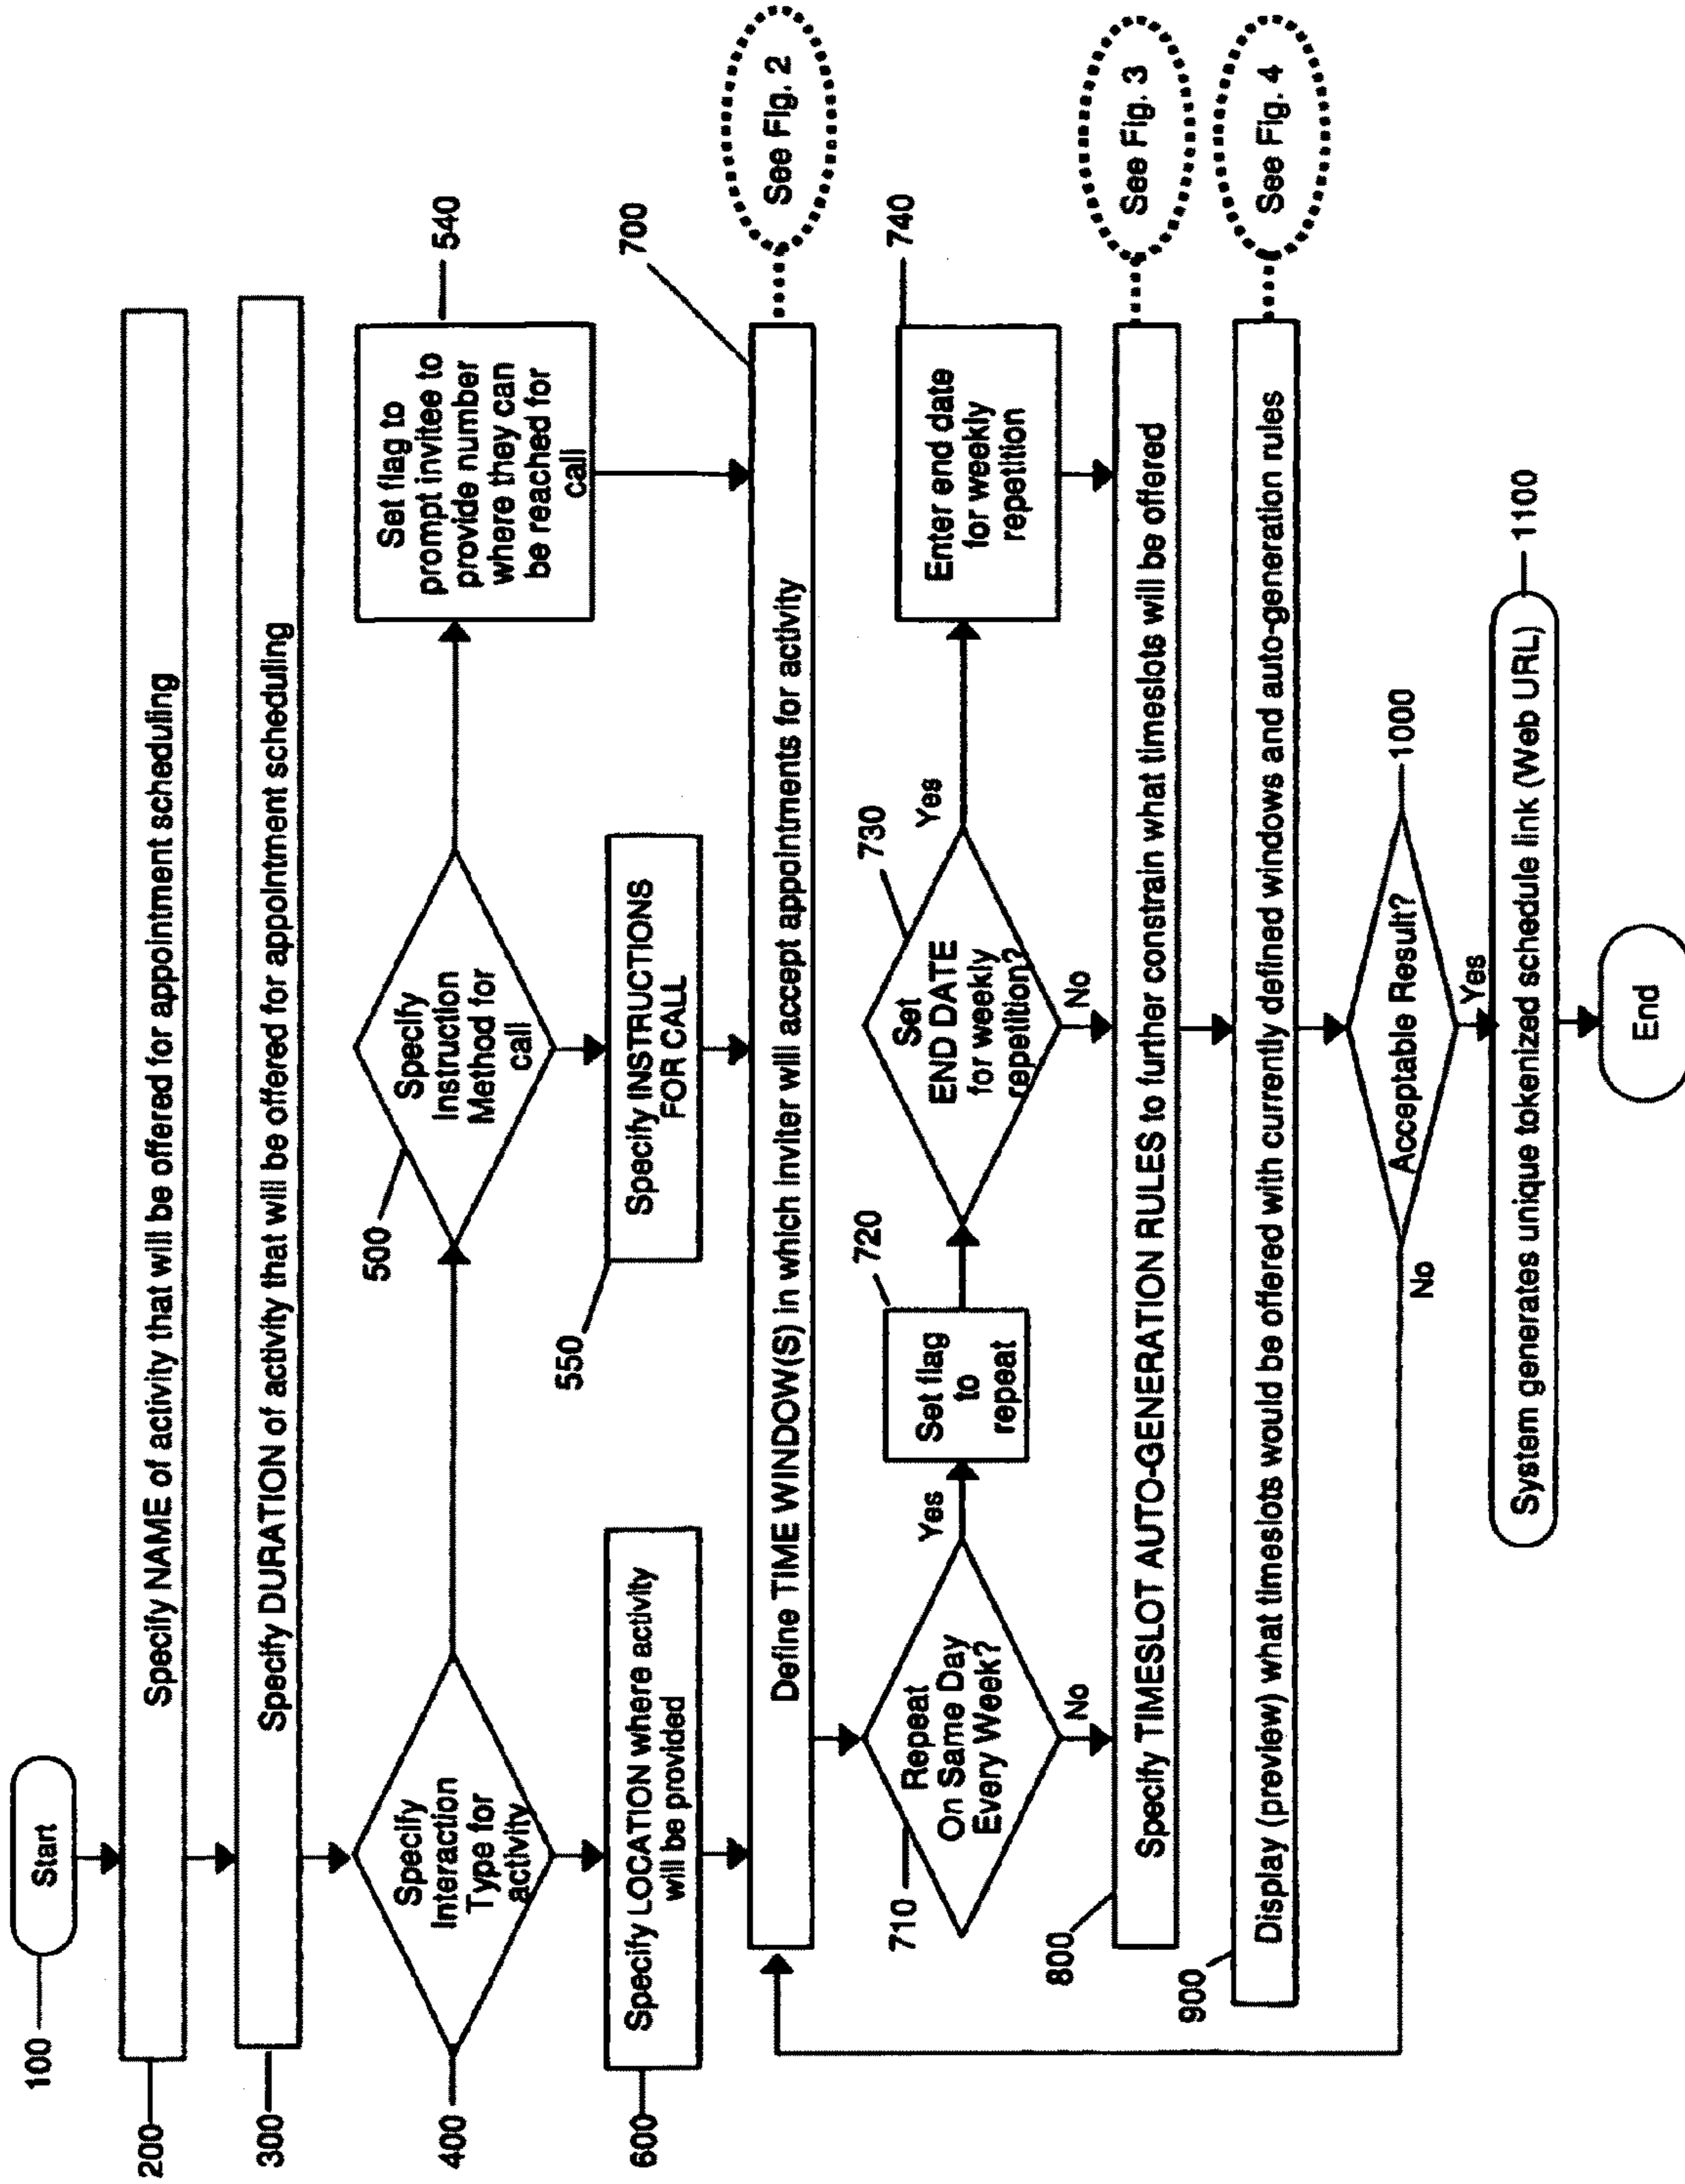 100
Start
200
Specify NAME of activity that will be offered for appointment scheduling
300
Specify DURATION of activity that will be offered for appointment scheduling
400
Specify
Interaction
Type for
activity
500
Specify
Instruction
Method for
call
Set flag to
prompt invitee to
provide number
where they can
be reached for
call
540
600
Specify LOCATION where activity
will be provided
550
Specify INSTRUCTIONS
FOR CALL
700
Define TIME WINDOW(S) in which inviter will accept appointments for activity
See Fig. 2
710
Repeat
On Same Day
Every Week?
Yes
No
720
Set flag
to
repeat
730
Set
END DATE
for weekly
repetition?
Yes
No
740
Enter end date
for weekly
repetition
800
Specify TIMESLOT AUTO-GENERATION RULES to further constrain what timeslots will be offered
See Fig. 3
900
Display (preview) what timeslots would be offered with currently defined windows and auto-generation rules
See Fig. 4
1000
Acceptable Result?
No
Yes
System generates unique tokenized schedule link (Web URL)
1100
End